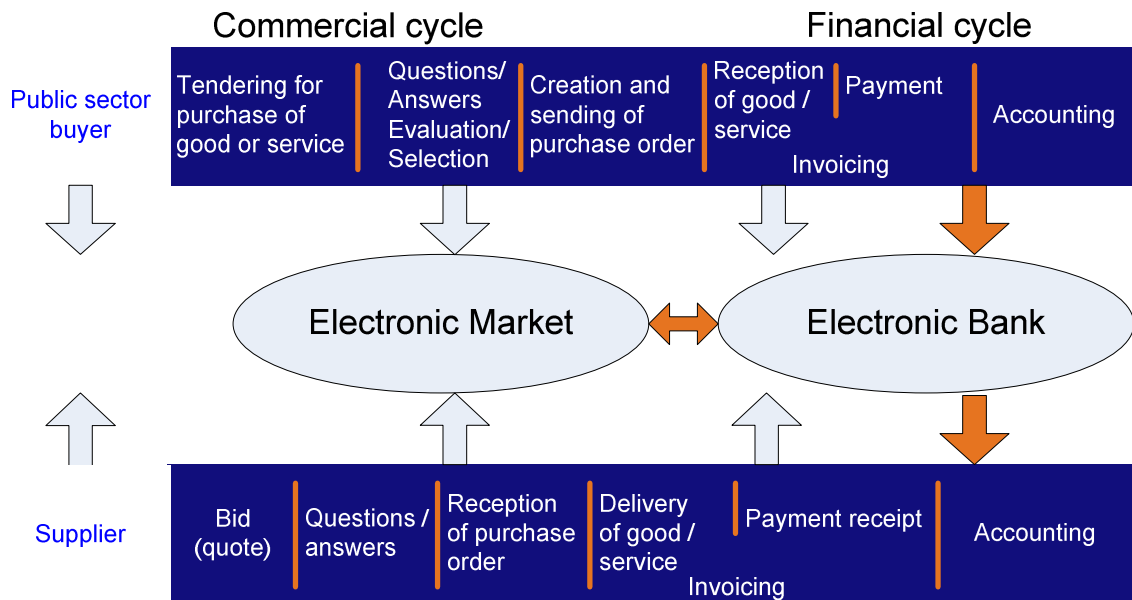 Commercial cycle
Financial cycle
Public sector
buyer
Tendering for
purchase of
good or service
Questions/
Answers
Evaluation/
Selection
Creation and
sending of
purchase order
Reception
of good /
service
Payment
Invoicing
Accounting
Electronic Market
Electronic Bank
Supplier
Bid
(quote)
Questions /
answers
Reception
of purchase
order
Delivery
of good /
service
Payment receipt
Invoicing
Accounting